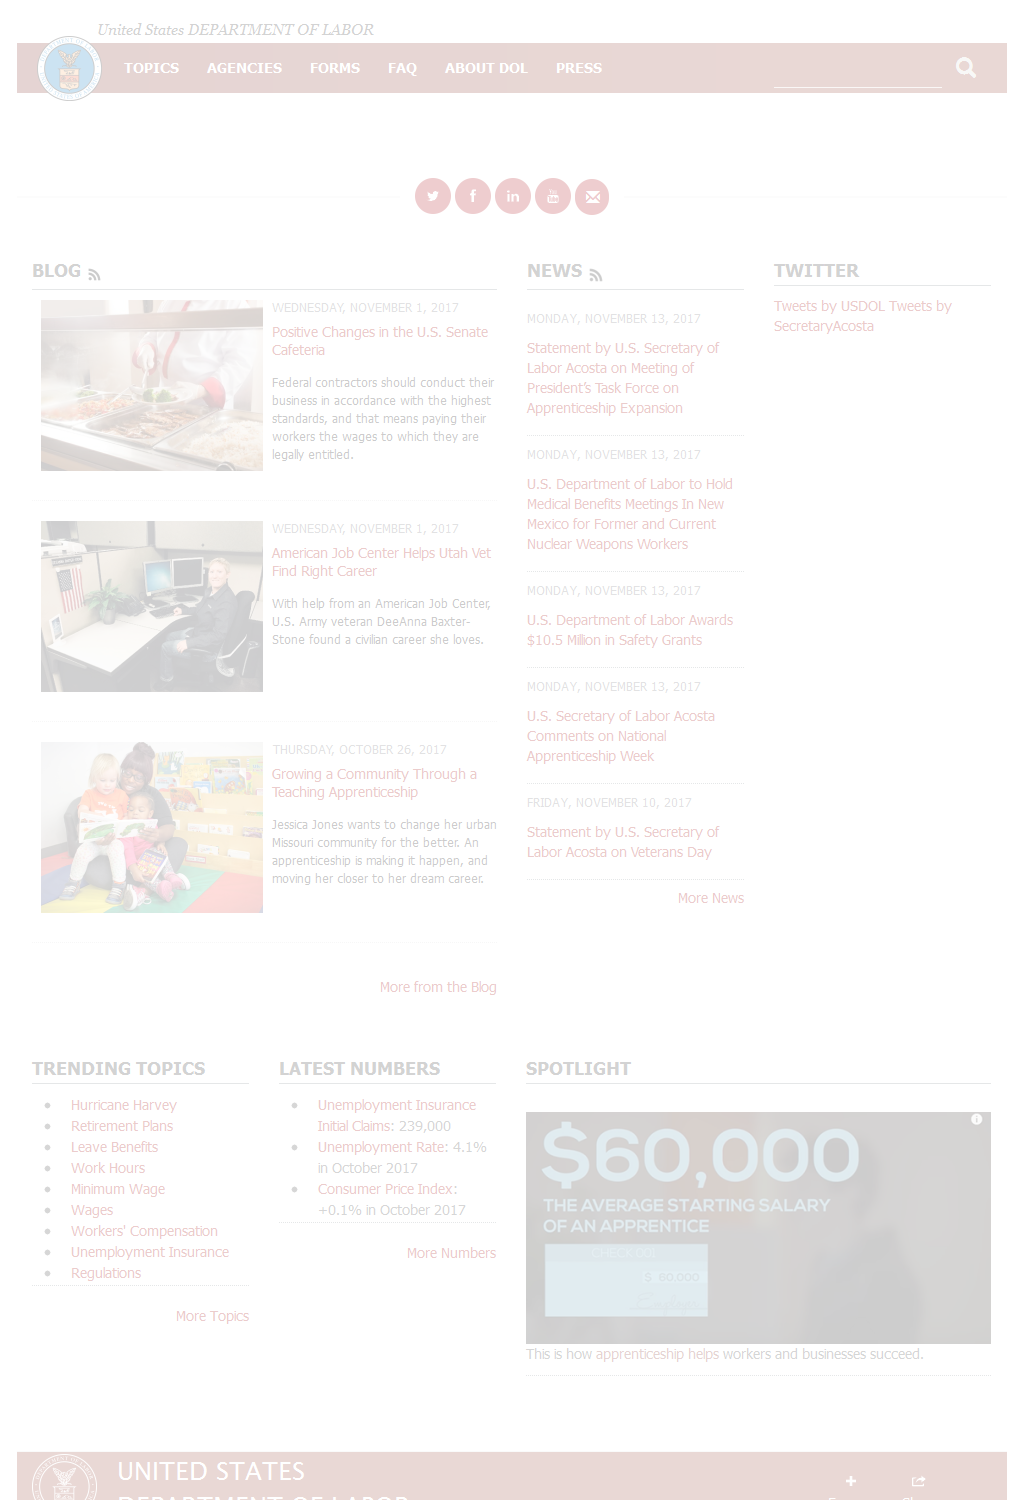 United States DEPARTMENT OF LABOR
TOPICS AGENCIES FORMS FAQ ABOUT DOL PRESS
BLOG
WEDNESDAY, NOVEMBER 1, 2017
Positive Changes in the U.S. Senate
Cafeteria
Federal contractors should conduct their
business in accordance with the highest
standards, and that means paying their
workers the wages to which they are
legally entitled.
WEDNESDAY, NOVEMBER 1, 2017
American Job Center Helps Utah Vet
Find Right Career
With help from an American Job Center,
U.S. Army veteran DeeAnna Baxter-
Stone found a civilian career she loves.
THURSDAY, OCTOBER 26, 2017
Growing a Community Through a
Teaching Apprenticeship
Jessica Jones wants to change her urban
Missouri community for the better. An
apprenticeship is making it happen, and
moving her closer to her dream career.
More from the Blog
NEWS
MONDAY, NOVEMBER 13, 2017
Statement by U.S. Secretary of
Labor Acosta on Meeting of
President’s Task Force on
Apprenticeship Expansion
MONDAY, NOVEMBER 13, 2017
U.S. Department of Labor to Hold
Medical Benefits Meetings In New
Mexico for Former and Current
Nuclear Weapons Workers
MONDAY, NOVEMBER 13, 2017
U.S. Department of Labor Awards
$10.5 Million in Safety Grants
MONDAY, NOVEMBER 13, 2017
U.S. Secretary of Labor Acosta
Comments on National
Apprenticeship Week
FRIDAY, NOVEMBER 10, 2017
Statement by U.S. Secretary of
Labor Acosta on Veterans Day
More News
TWITTER
Tweets by USDOL Tweets by
SecretaryAcosta
TRENDING TOPICS
Hurricane Harvey
Retirement Plans
Leave Benefits
Work Hours
Minimum Wage
Wages
Workers' Compensation
Unemployment Insurance
Regulations
More Topics
LATEST NUMBERS
Unemployment Insurance
Initial Claims: 239,000
Unemployment Rate: 4.1%
in October 2017
Consumer Price Index:
+0.1% in October 2017
More Numbers
SPOTLIGHT
$60,000
THE AVERAGE STARTING SALARY
OF AN APPRENTICE
$ 60,000
This is how apprenticeship helps workers and businesses succeed.
UNITED STATES
DEPARTMENT OF LABOR